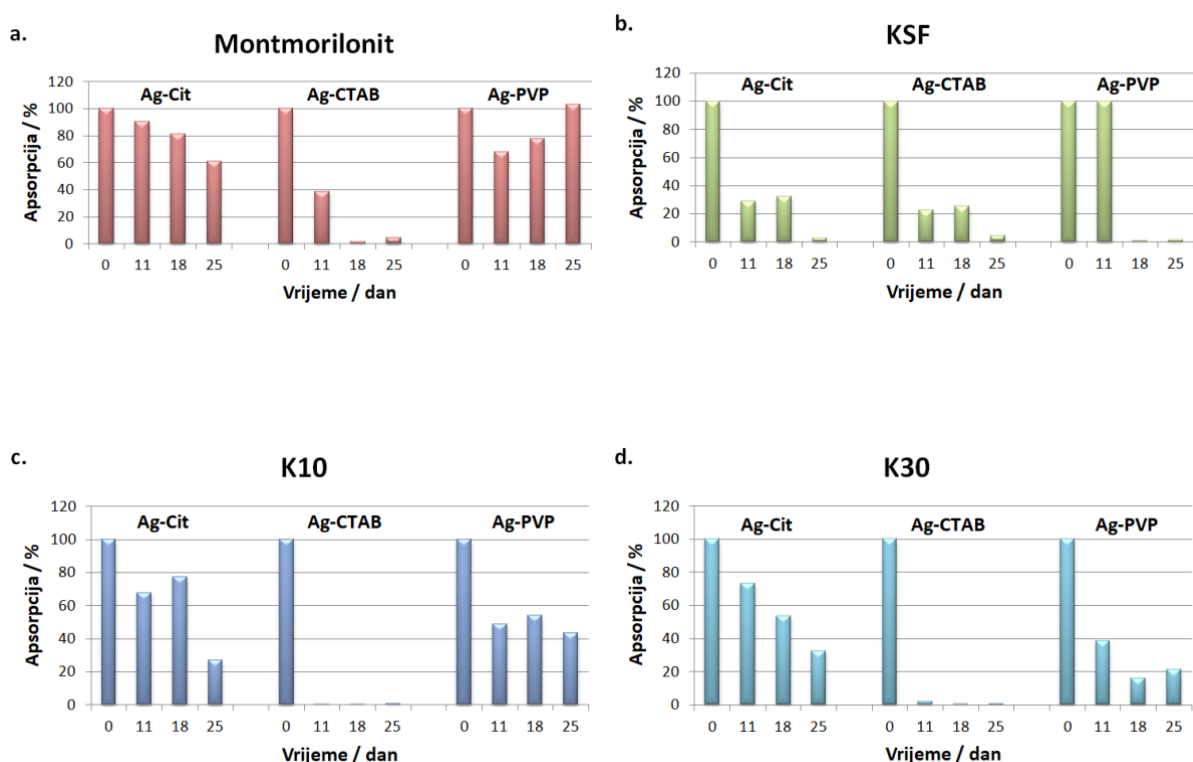 a.
Montmorilonit
120
100
80
60
40
20
0
Apsorpcija / %
Ag-Cit Ag-CTAB Ag-PVP
0 11 18 25 0 11 18 25 0 11 18 25
Vrijeme / dan
b.
KSF
120
100
80
60
40
20
0
Apsorpcija / %
Ag-Cit Ag-CTAB Ag-PVP
0 11 18 25 0 11 18 25 0 11 18 25
Vrijeme / dan
c.
K10
120
100
80
60
40
20
0
Apsorpcija / %
Ag-Cit Ag-CTAB Ag-PVP
0 11 18 25 0 11 18 25 0 11 18 25
Vrijeme / dan
d.
K30
120
100
80
60
40
20
0
Apsorpcija / %
Ag-Cit Ag-CTAB Ag-PVP
0 11 18 25 0 11 18 25 0 11 18 25
Vrijeme / dan